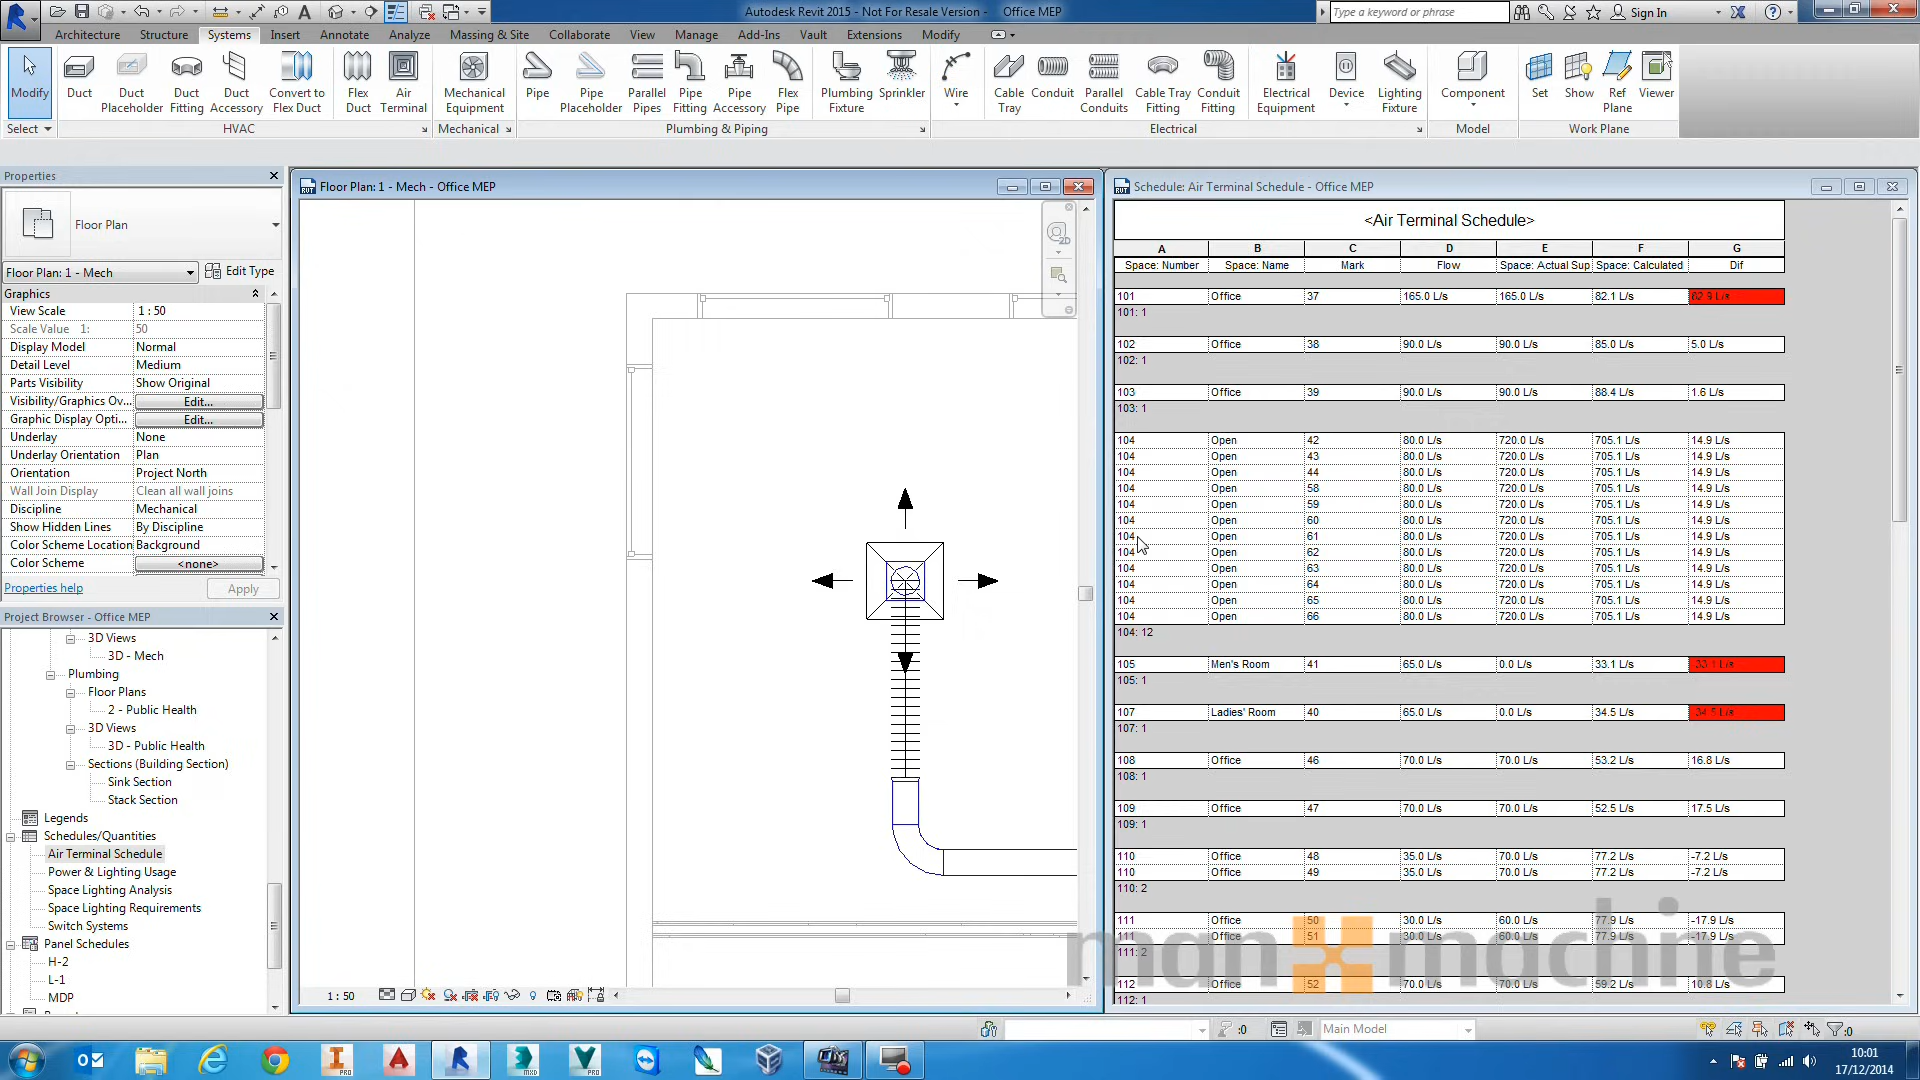 Autodesk Revit 2015 - Not For Resale Version - Office MEP
Type a keyword or phrase
Sign In
Architecture Structure Systems Insert Annotate Analyze Massing & Site Collaborate View Manage Add-Ins Vault Extensions Modify
Modify
Duct
Duct Placeholder
Duct Fitting
Duct Accessory
Convert to Flex Duct
Flex Duct
Air Terminal
Mechanical Equipment
Pipe
Pipe Placeholder
Parallel Pipes
Pipe Fitting
Pipe Accessory
Flex Pipe
Plumbing Fixture
Sprinkler
Wire
Cable Tray
Conduit
Parallel Conduits
Cable Tray Fitting
Conduit Fitting
Electrical Equipment
Device
Lighting Fixture
Component
Set
Show
Ref Plane
Viewer
Select HVAC Mechanical Plumbing & Piping Electrical Model Work Plane
Properties
Floor Plan
Floor Plan: 1 - Mech Edit Type
Graphics
View Scale 1 : 50
Scale Value 1: 50
Display Model Normal
Detail Level Medium
Parts Visibility Show Original
Visibility/Graphics Ov... Edit...
Graphic Display Opti... Edit...
Underlay None
Underlay Orientation Plan
Orientation Project North
Wall Join Display Clean all wall joins
Discipline Mechanical
Show Hidden Lines By Discipline
Color Scheme Location Background
Color Scheme <none>
Properties help Apply
Project Browser - Office MEP
3D Views
3D - Mech
Plumbing
Floor Plans
2 - Public Health
3D Views
3D - Public Health
Sections (Building Section)
Sink Section
Stack Section
Legends
Schedules/Quantities
Air Terminal Schedule
Power & Lighting Usage
Space Lighting Analysis
Space Lighting Requirements
Switch Systems
Panel Schedules
H-2
L-1
MDP
Floor Plan: 1 - Mech - Office MEP
2D
1 : 50
Schedule: Air Terminal Schedule - Office MEP
<Air Terminal Schedule>
A B C D E F G
Space: Number Space: Name Mark Flow Space: Actual Sup Space: Calculated Dif
101 Office 37 165.0 L/s 165.0 L/s 82.1 L/s 82.9 L/s
101: 1
102 Office 38 90.0 L/s 90.0 L/s 85.0 L/s 5.0 L/s
102: 1
103 Office 39 90.0 L/s 90.0 L/s 88.4 L/s 1.6 L/s
103: 1
104 Open 42 80.0 L/s 720.0 L/s 705.1 L/s 14.9 L/s
104 Open 43 80.0 L/s 720.0 L/s 705.1 L/s 14.9 L/s
104 Open 44 80.0 L/s 720.0 L/s 705.1 L/s 14.9 L/s
104 Open 58 80.0 L/s 720.0 L/s 705.1 L/s 14.9 L/s
104 Open 59 80.0 L/s 720.0 L/s 705.1 L/s 14.9 L/s
104 Open 60 80.0 L/s 720.0 L/s 705.1 L/s 14.9 L/s
104 Open 61 80.0 L/s 720.0 L/s 705.1 L/s 14.9 L/s
104 Open 62 80.0 L/s 720.0 L/s 705.1 L/s 14.9 L/s
104 Open 63 80.0 L/s 720.0 L/s 705.1 L/s 14.9 L/s
104 Open 64 80.0 L/s 720.0 L/s 705.1 L/s 14.9 L/s
104 Open 65 80.0 L/s 720.0 L/s 705.1 L/s 14.9 L/s
104 Open 66 80.0 L/s 720.0 L/s 705.1 L/s 14.9 L/s
104: 12
105 Men's Room 41 65.0 L/s 0.0 L/s 33.1 L/s -33.1 L/s
105: 1
107 Ladies' Room 40 65.0 L/s 0.0 L/s 34.5 L/s -34.5 L/s
107: 1
108 Office 46 70.0 L/s 70.0 L/s 53.2 L/s 16.8 L/s
108: 1
109 Office 47 70.0 L/s 70.0 L/s 52.5 L/s 17.5 L/s
109: 1
110 Office 48 35.0 L/s 70.0 L/s 77.2 L/s -7.2 L/s
110 Office 49 35.0 L/s 70.0 L/s 77.2 L/s -7.2 L/s
110: 2
111 Office 50 30.0 L/s 60.0 L/s 77.9 L/s -17.9 L/s
111 Office 51 30.0 L/s 60.0 L/s 77.9 L/s -17.9 L/s
111: 2
112 Office 52 70.0 L/s 70.0 L/s 59.2 L/s 10.8 L/s
112: 1
man machine
:0 Main Model :0
10:01
17/12/2014